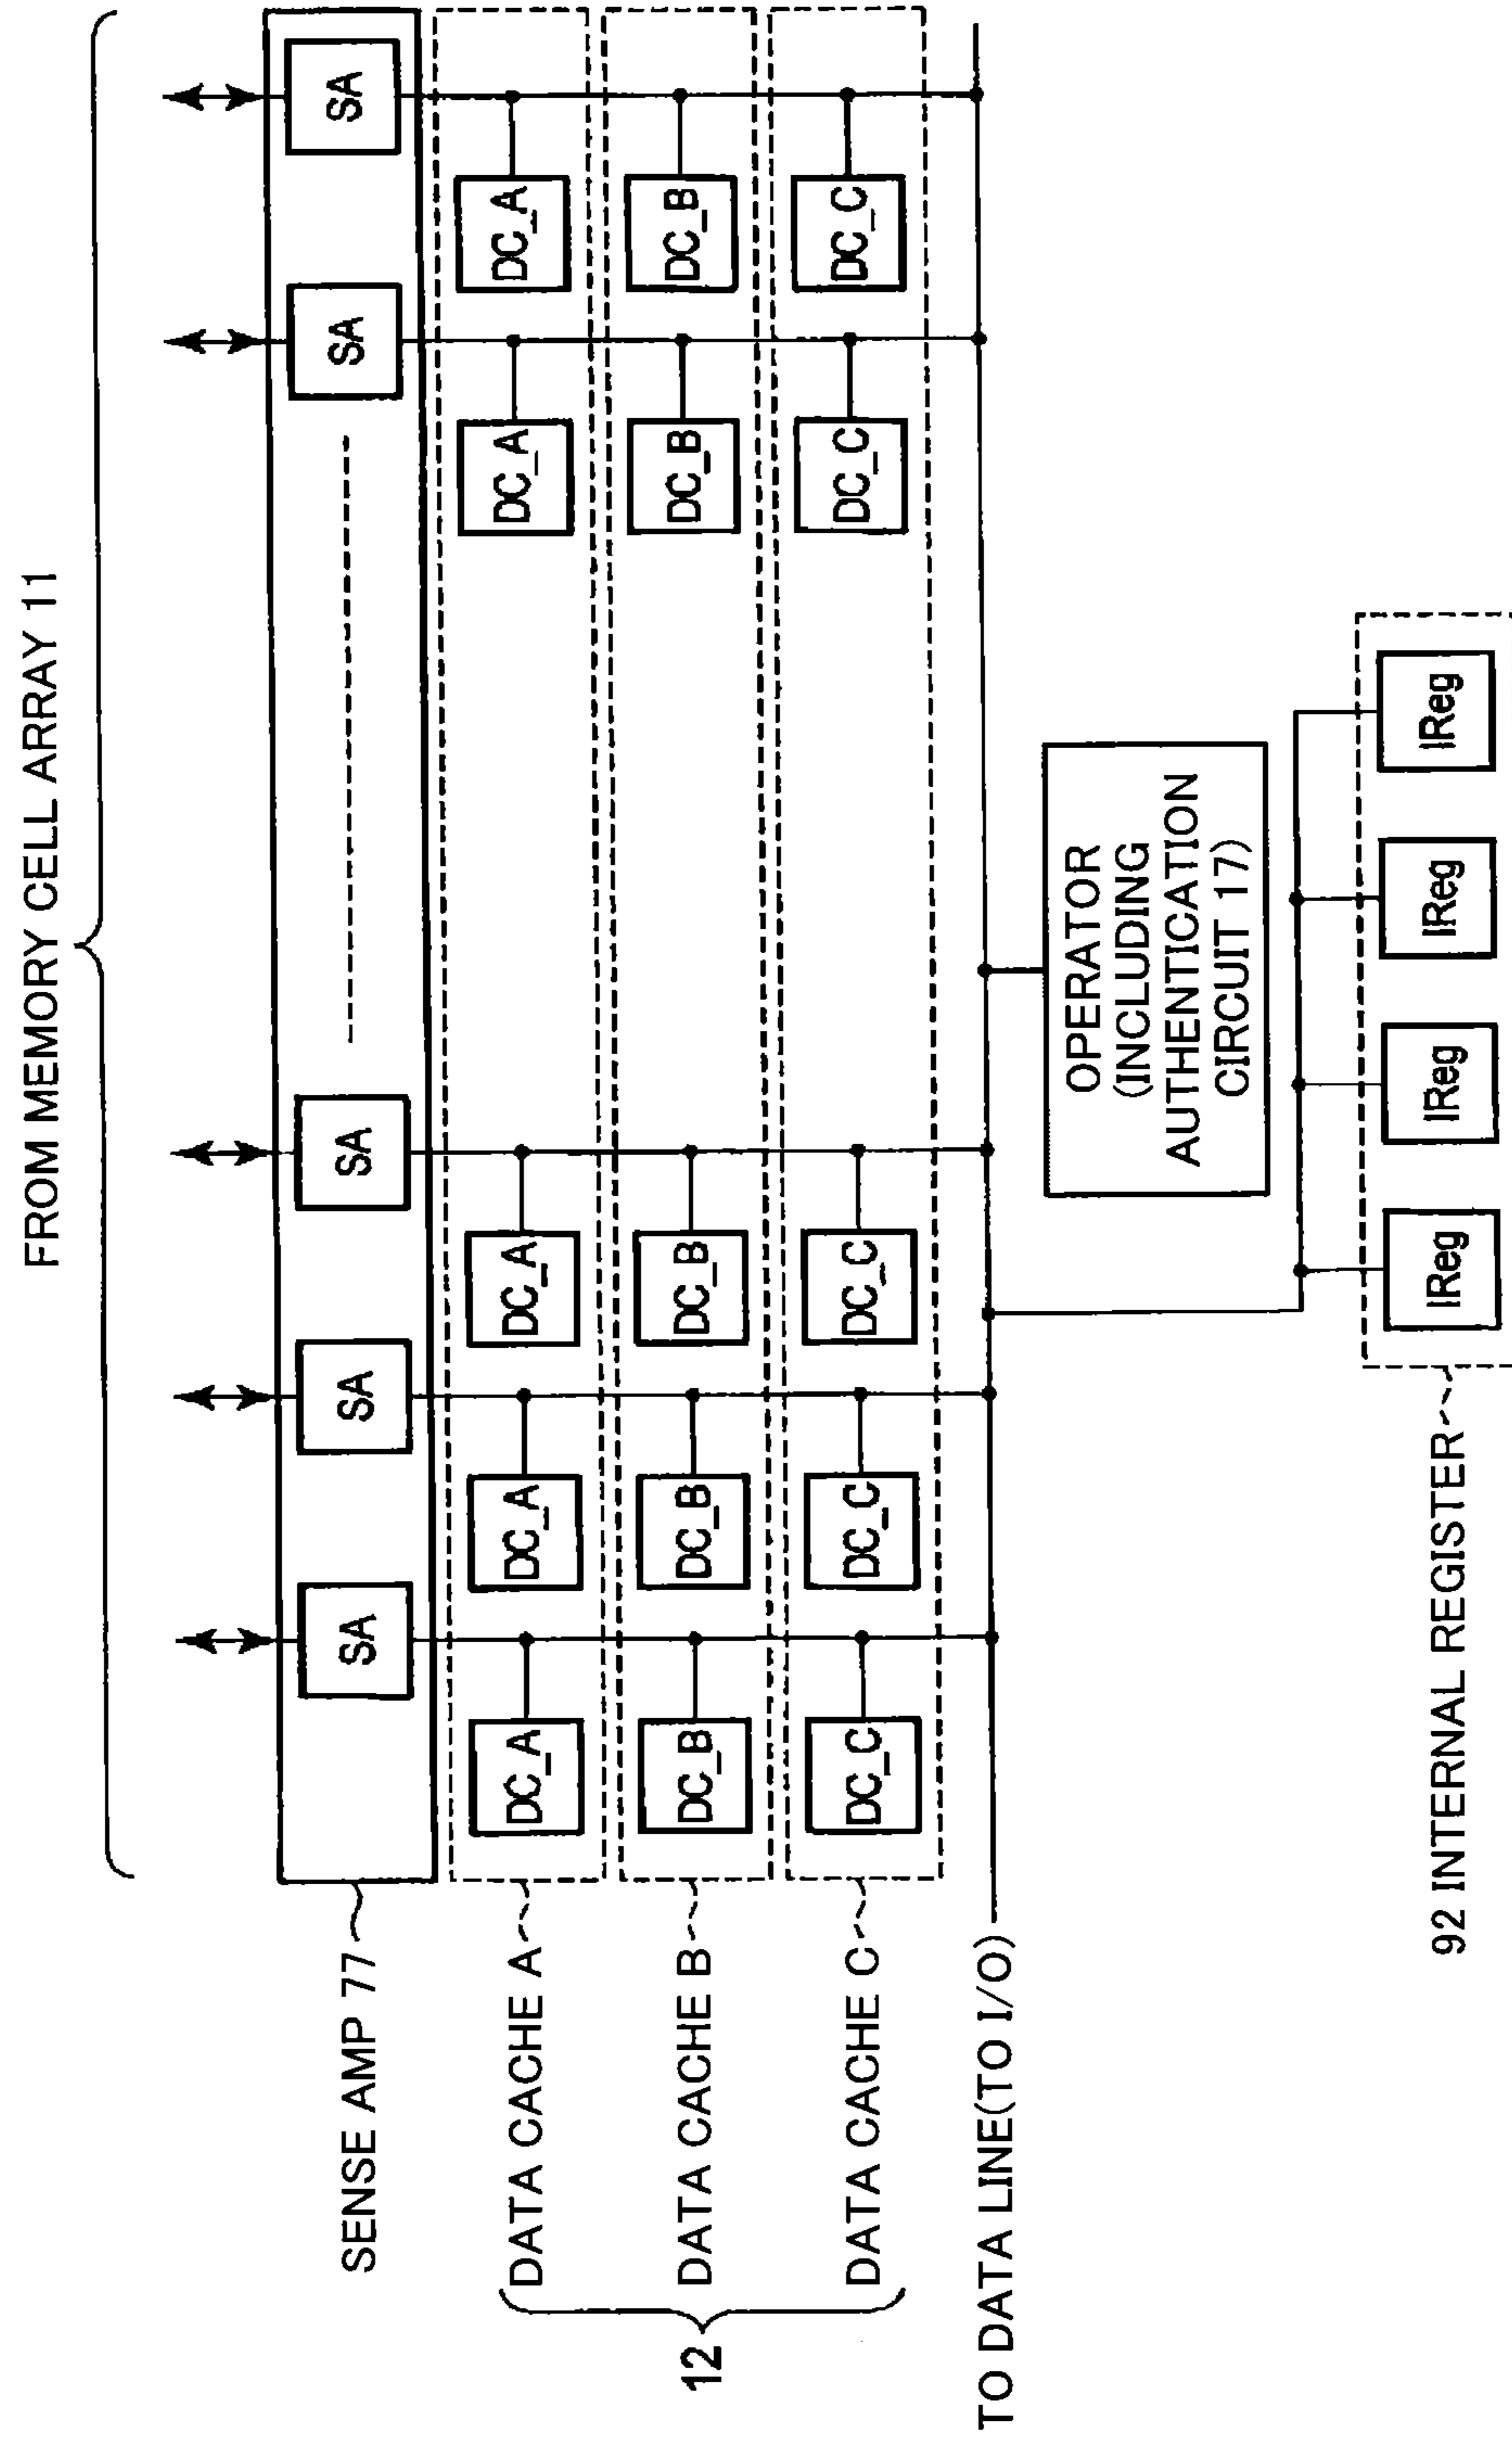 FROM MEMORY CELL ARRAY 11
SENSE AMP 77
SA
SA
SA
SA
SA
DATA CACHE A
DC_A
DC_A
DC_A
DC_A
DC_A
12
DATA CACHE B
DC_B
DC_B
DC_B
DC_B
DC_B
DATA CACHE C
DC_C
DC_C
DC_C
DC_C
DC_C
TO DATA LINE(TO I/O)
OPERATOR
(INCLUDING
AUTHENTICATION
CIRCUIT 17)
92 INTERNAL REGISTER
IReg
IReg
IReg
IReg